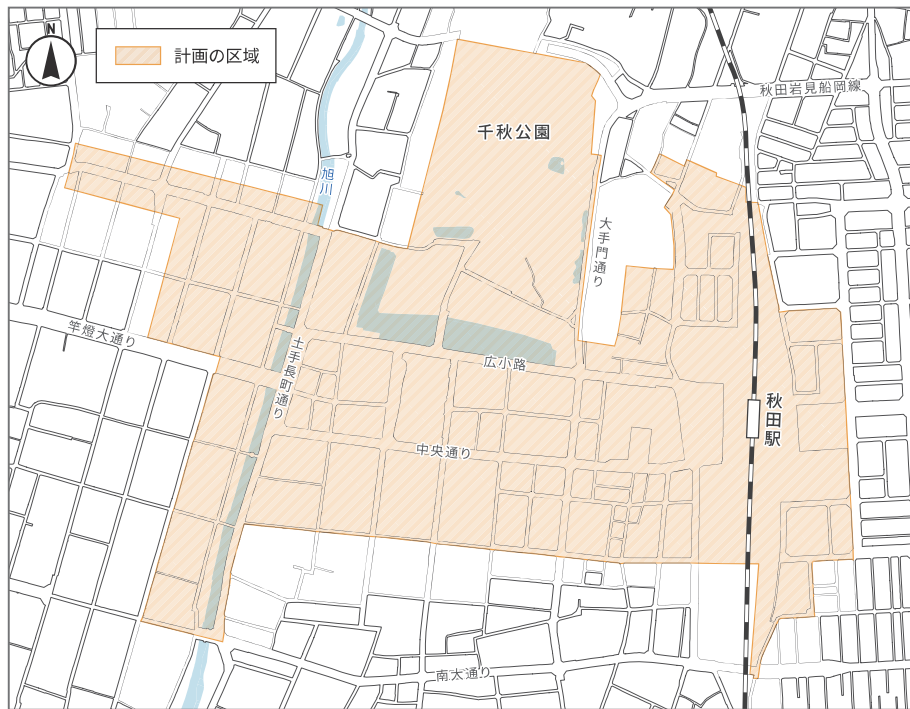 N
計画の区域
秋田岩見船岡線
千秋公園
旭川
大手門通り
竿燈大通り
土手長町通り
広小路
秋田駅
中央通り
南大通り